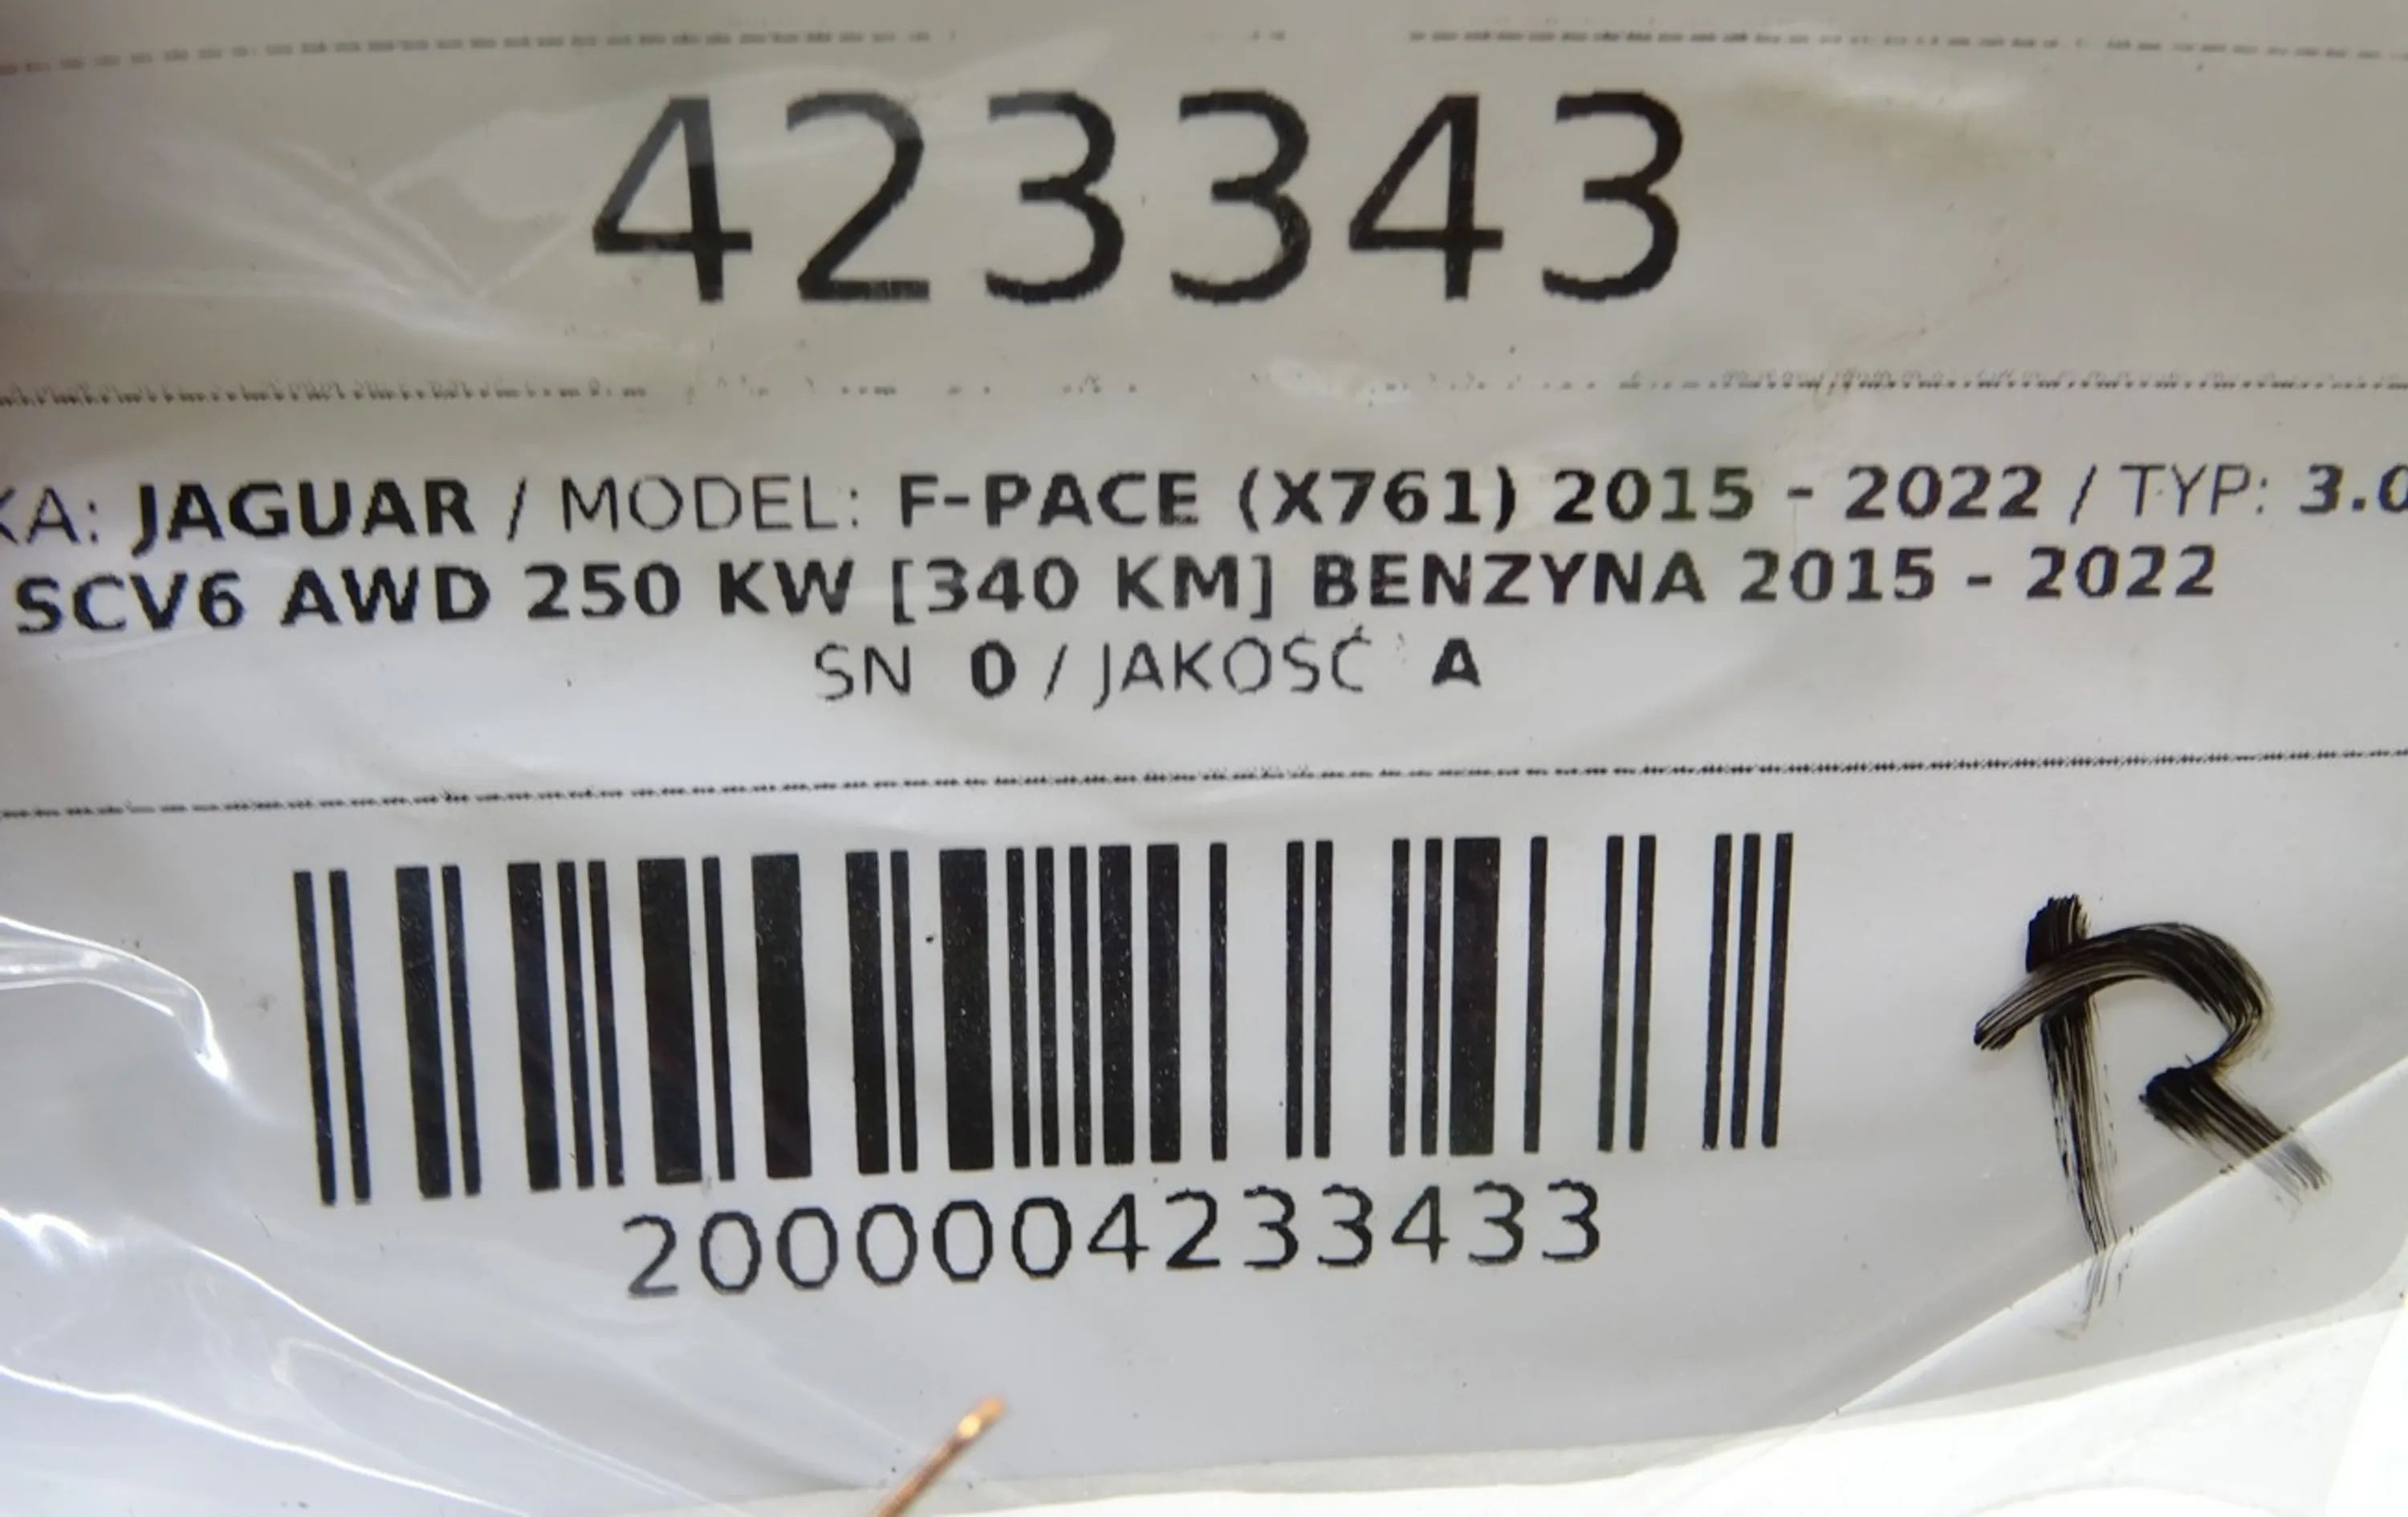 423343
KA: JAGUAR / MODEL: F-PACE (X761) 2015 - 2022 / TYP: 3.0
SCV6 AWD 250 KW [340 KM] BENZYNA 2015 - 2022
SN 0 / JAKOŚĆ A
2000004233433
R